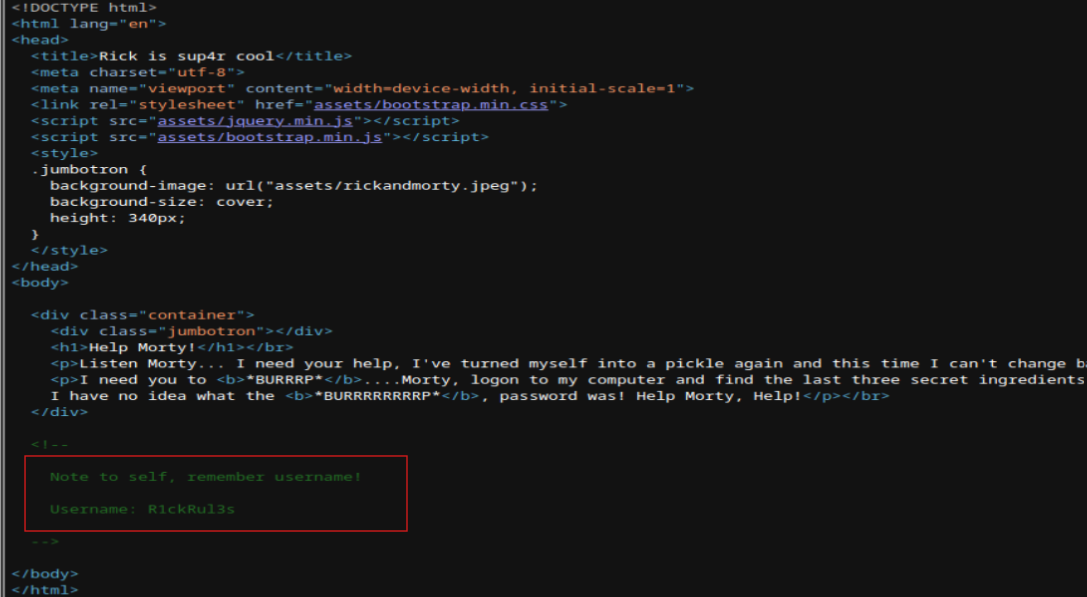 <!DOCTYPE html>
<html lang="en">
<head>
  <title>Rick is sup4r cool</title>
  <meta charset="utf-8">
  <meta name="viewport" content="width=device-width, initial-scale=1">
  <link rel="stylesheet" href="assets/bootstrap.min.css">
  <script src="assets/jquery.min.js"></script>
  <script src="assets/bootstrap.min.js"></script>
  <style>
  .jumbotron {
    background-image: url("assets/rickandmorty.jpeg");
    background-size: cover;
    height: 340px;
  }
  </style>
</head>
<body>
  <div class="container">
    <div class="jumbotron"></div>
    <h1>Help Morty!</h1></br>
    <p>Listen Morty... I need your help, I've turned myself into a pickle again and this time I can't change
    <p>I need you to <b>*BURRRP*</b>....Morty, logon to my computer and find the last three secret ingredients
    I have no idea what the <b>*BURRRRRRRRP*</b>, password was! Help Morty, Help!</p></br>
  </div>
  <!--
    Note to self, remember username!
    Username: R1ckRul3s
  -->
</body>
</html>